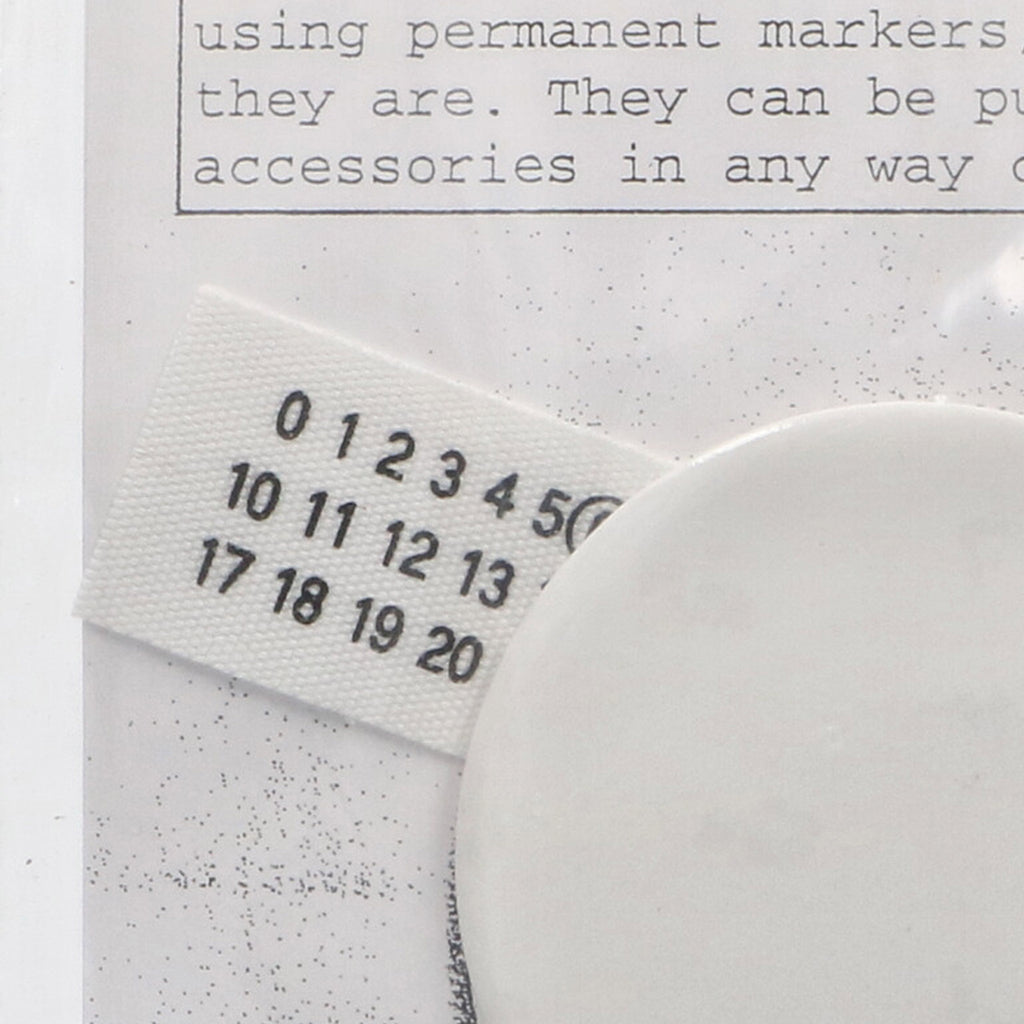 using permanent markers,
they are. They can be
accessories in any way
0 1 2 3 4 5
10 11 12 13
17 18 19 20